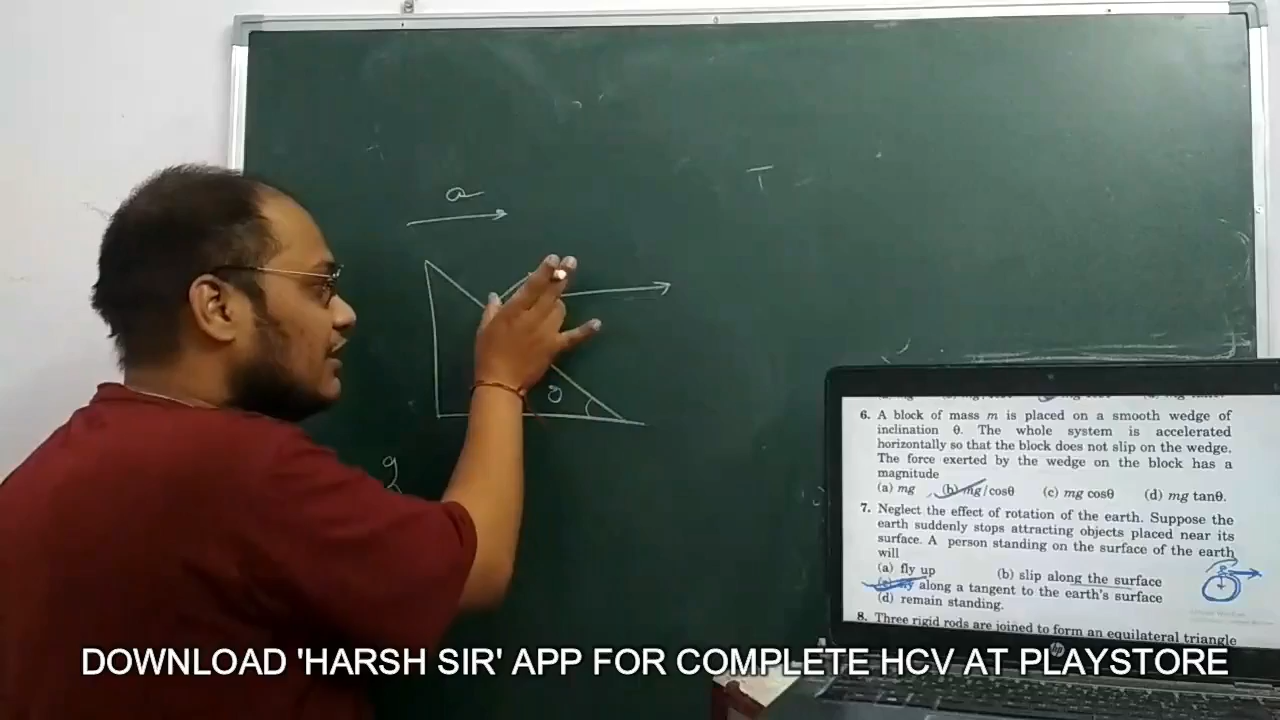 a
T
θ
g
6. A block of mass m is placed on a smooth wedge of
inclination θ. The whole system is accelerated
horizontally so that the block does not slip on the wedge.
The force exerted by the wedge on the block has a
magnitude
(a) mg (b) mg/cosθ (c) mg cosθ (d) mg tanθ.
7. Neglect the effect of rotation of the earth. Suppose the
earth suddenly stops attracting objects placed near its
surface. A person standing on the surface of the earth
will
(a) fly up (b) slip along the surface
along a tangent to the earth's surface
(d) remain standing.
8. Three rigid rods are joined to form an equilateral triangle
hp
DOWNLOAD 'HARSH SIR' APP FOR COMPLETE HCV AT PLAYSTORE